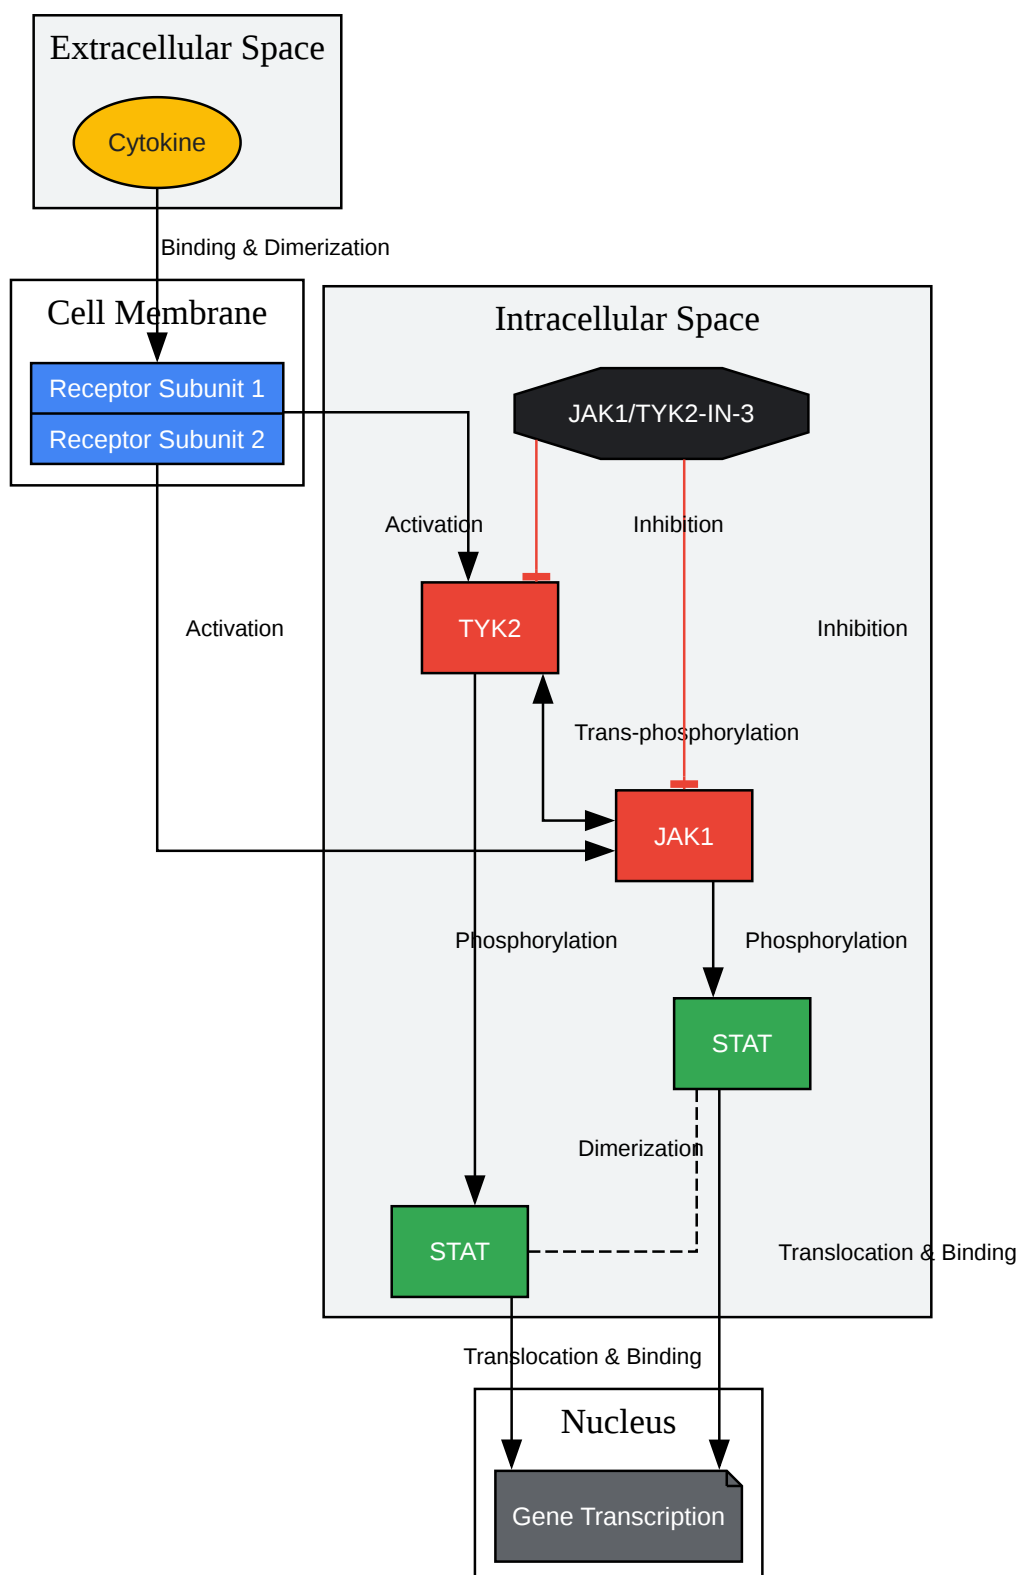 Extracellular Space
Cytokine
Binding & Dimerization
Cell Membrane
Receptor Subunit 1
Receptor Subunit 2
Intracellular Space
JAK1/TYK2-IN-3
Activation
Inhibition
TYK2
Activation
Inhibition
Trans-phosphorylation
JAK1
Phosphorylation
Phosphorylation
STAT
Dimerization
STAT
Translocation & Binding
Translocation & Binding
Nucleus
Gene Transcription